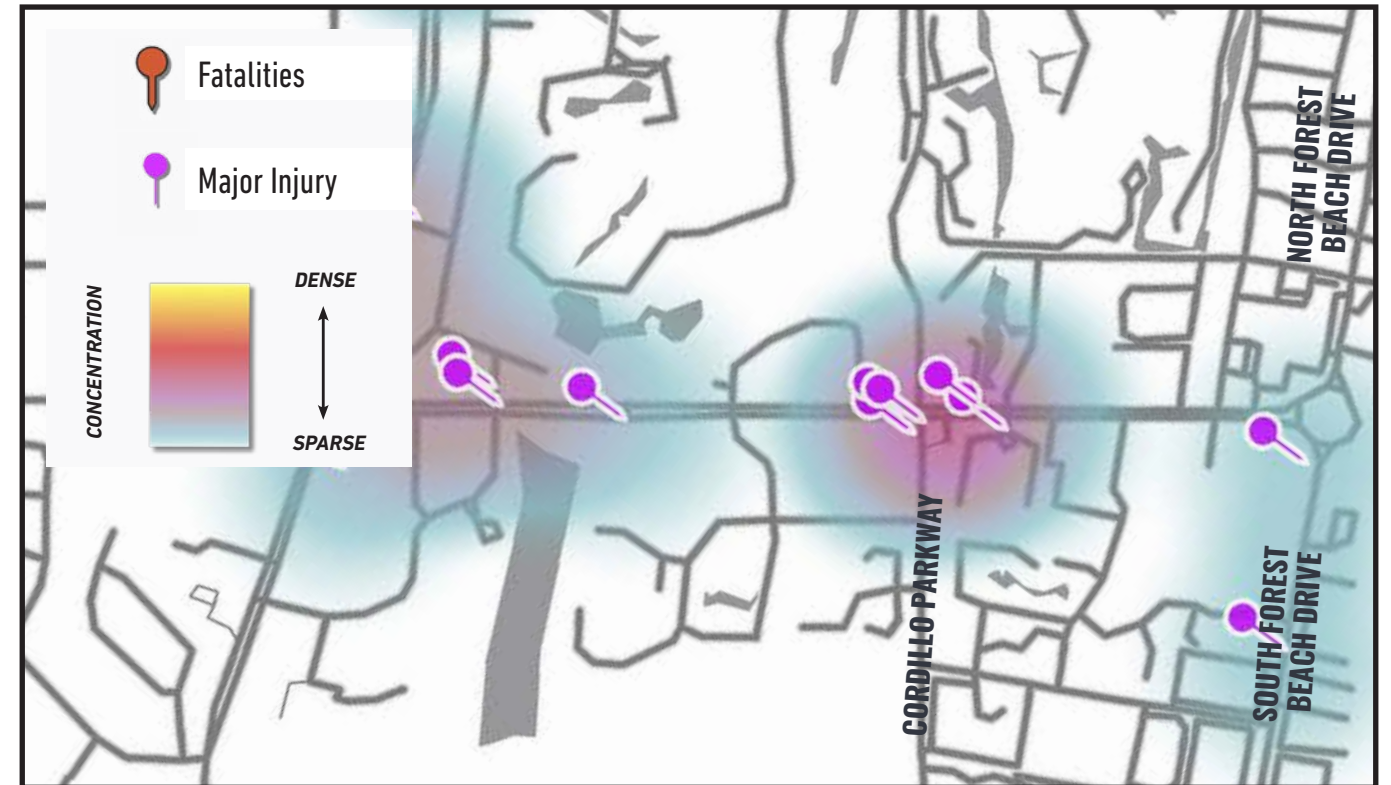 Fatalities
Major Injury
CONCENTRATION
DENSE
SPARSE
NORTH FOREST
BEACH DRIVE
CORDILLO PARKWAY
SOUTH FOREST
BEACH DRIVE